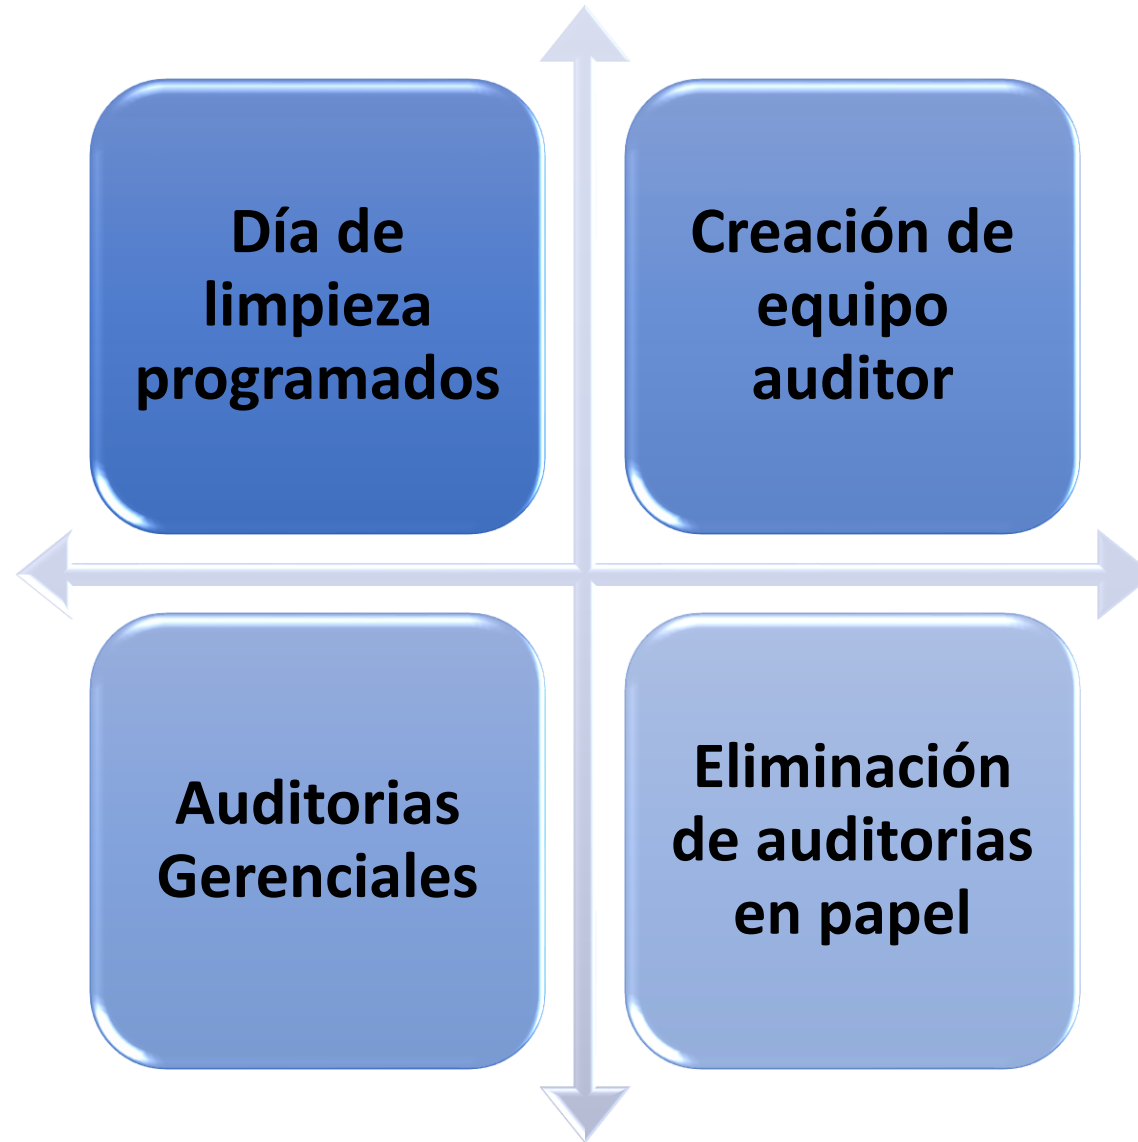 Día de
limpieza
programados
Creación de
equipo
auditor
Auditorias
Gerenciales
Eliminación
de auditorias
en papel